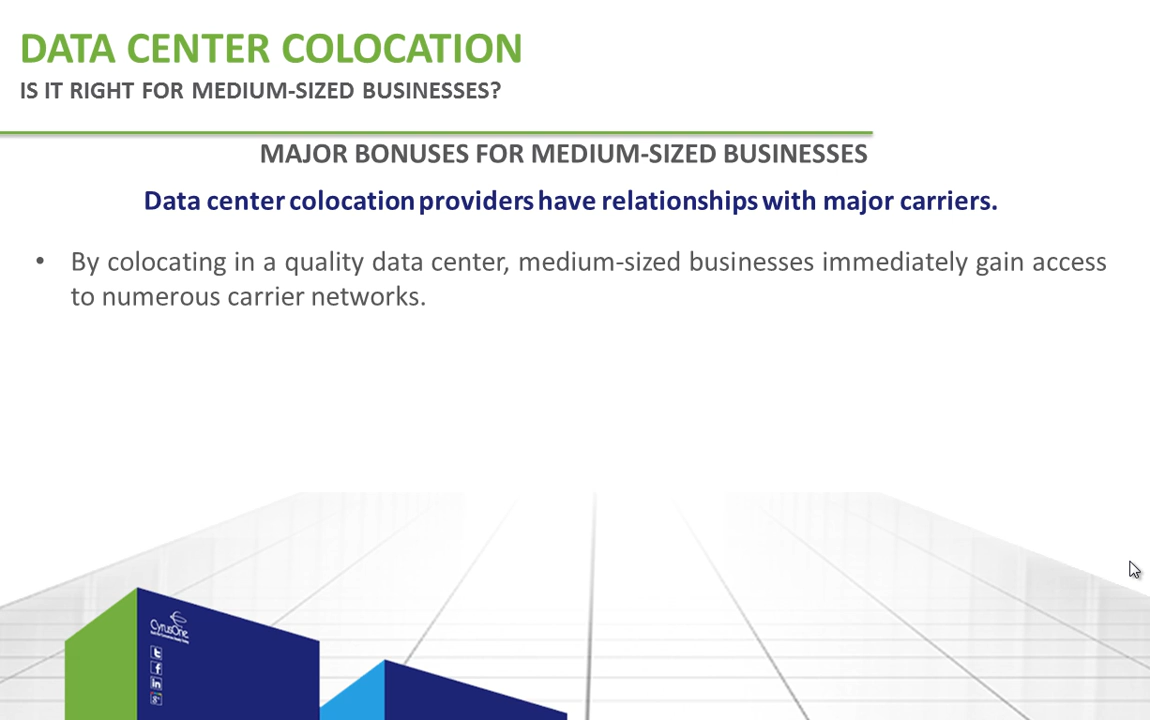 DATA CENTER COLOCATION
IS IT RIGHT FOR MEDIUM-SIZED BUSINESSES?
MAJOR BONUSES FOR MEDIUM-SIZED BUSINESSES
Data center colocation providers have relationships with major carriers.
• By colocating in a quality data center, medium-sized businesses immediately gain access
to numerous carrier networks.
CyrusOne